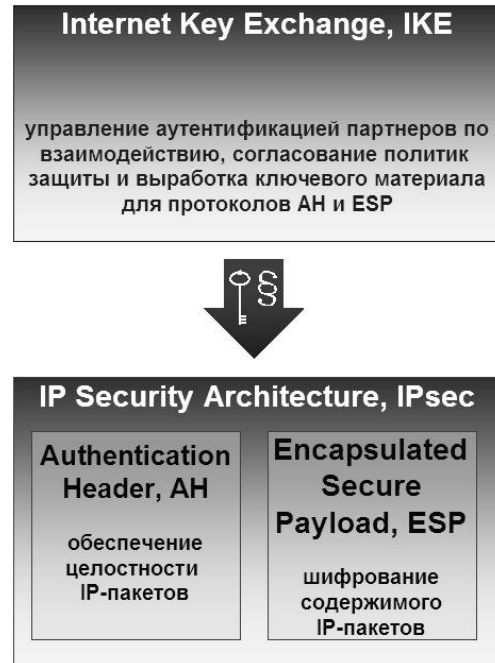 Internet Key Exchange, IKE
управление аутентификацией партнеров по
взаимодействию, согласование политик
защиты и выработка ключевого материала
для протоколов AH и ESP
§
IP Security Architecture, IPsec
Authentication
Header, AH
обеспечение
целостности
IP-пакетов
Encapsulated
Secure
Payload, ESP
шифрование
содержимого
IP-пакетов